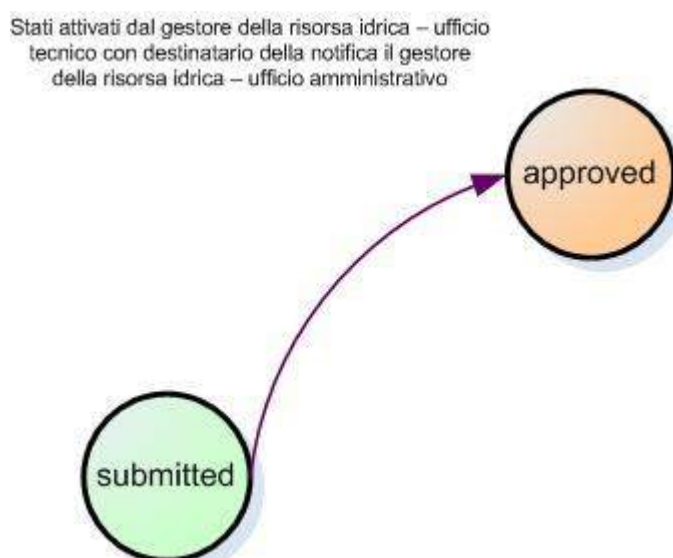 Stati attivati dal gestore della risorsa idrica – ufficio
tecnico con destinatario della notifica il gestore
della risorsa idrica – ufficio amministrativo
approved
submitted